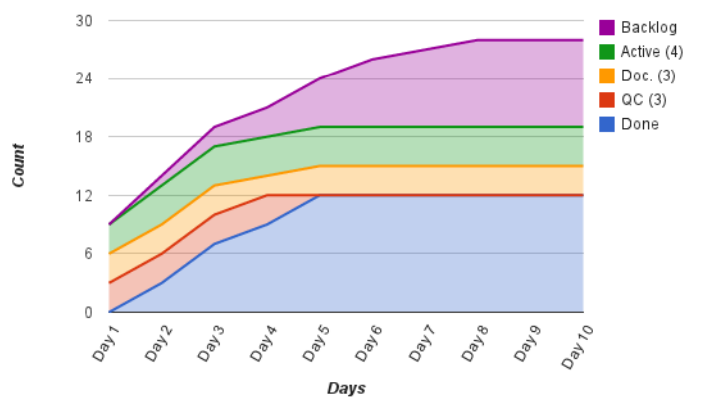 30
24
18
12
6
0
Count
Day 1
Day 2
Day 3
Day 4
Day 5
Day 6
Day 7
Day 8
Day 9
Day 10
Days
Backlog
Active (4)
Doc. (3)
QC (3)
Done